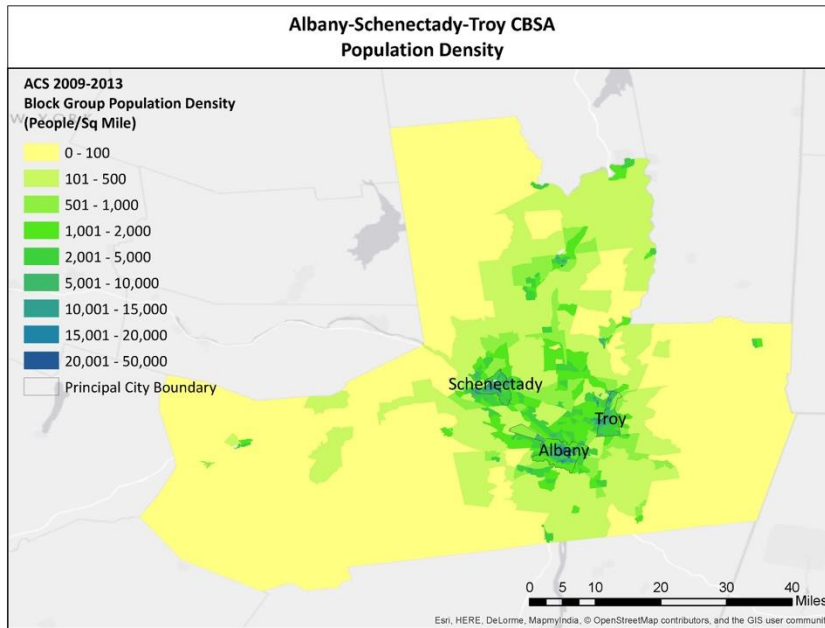 Albany-Schenectady-Troy CBSA
Population Density
ACS 2009-2013
Block Group Population Density
(People/Sq Mile)
0 - 100
101 - 500
501 - 1,000
1,001 - 2,000
2,001 - 5,000
5,001 - 10,000
10,001 - 15,000
15,001 - 20,000
20,001 - 50,000
Principal City Boundary
Schenectady
Troy
Albany
0 5 10 20 30 40
Miles
Esri, HERE, DeLorme, MapmyIndia, © OpenStreetMap contributors, and the GIS user communit